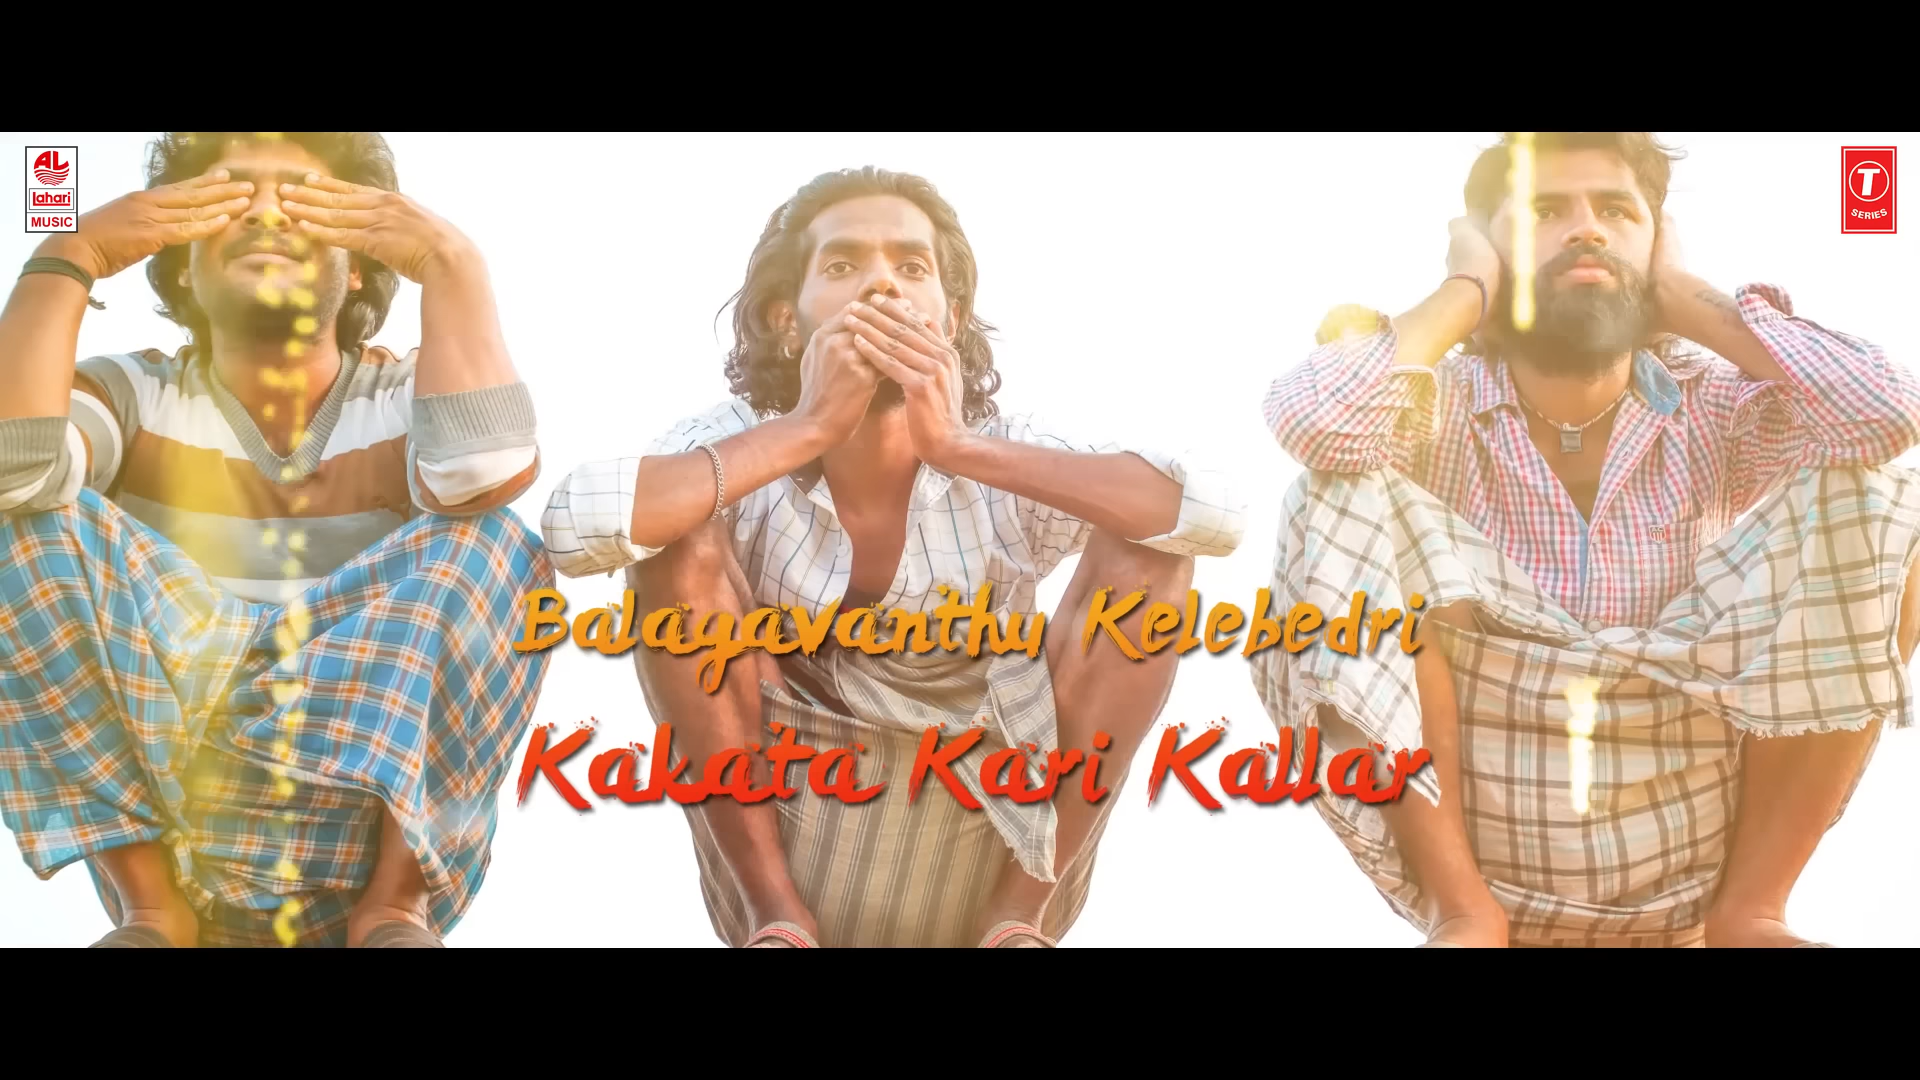 AL
Lahari
MUSIC
T
SERIES
Balagavanthu Kelebedri
Kakata Kari Kallar